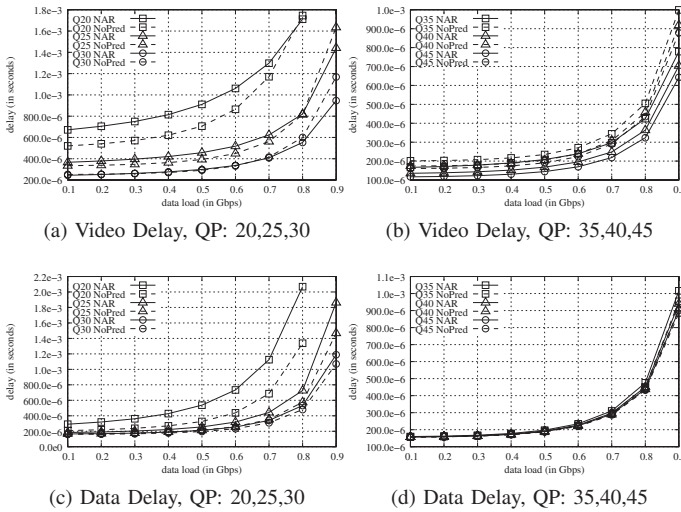 1.8e−3
1.6e−3
1.4e−3
1.2e−3
1.0e−3
800.0e−6
600.0e−6
400.0e−6
200.0e−6
delay (in seconds)
Q20 NAR
Q20 NoPred
Q25 NAR
Q25 NoPred
Q30 NAR
Q30 NoPred
0.1 0.2 0.3 0.4 0.5 0.6 0.7 0.8 0.9
data load (in Gbps)
(a) Video Delay, QP: 20,25,30
1.0e−3
900.0e−6
800.0e−6
700.0e−6
600.0e−6
500.0e−6
400.0e−6
300.0e−6
200.0e−6
100.0e−6
delay (in seconds)
Q35 NAR
Q35 NoPred
Q40 NAR
Q40 NoPred
Q45 NAR
Q45 NoPred
0.1 0.2 0.3 0.4 0.5 0.6 0.7 0.8 0.
data load (in Gbps)
(b) Video Delay, QP: 35,40,45
2.2e−3
2.0e−3
1.8e−3
1.6e−3
1.4e−3
1.2e−3
1.0e−3
800.0e−6
600.0e−6
400.0e−6
200.0e−6
0.0e0
delay (in seconds)
Q20 NAR
Q20 NoPred
Q25 NAR
Q25 NoPred
Q30 NAR
Q30 NoPred
0.1 0.2 0.3 0.4 0.5 0.6 0.7 0.8 0.9
data load (in Gbps)
(c) Data Delay, QP: 20,25,30
1.1e−3
1.0e−3
900.0e−6
800.0e−6
700.0e−6
600.0e−6
500.0e−6
400.0e−6
300.0e−6
200.0e−6
100.0e−6
delay (in seconds)
Q35 NAR
Q35 NoPred
Q40 NAR
Q40 NoPred
Q45 NAR
Q45 NoPred
0.1 0.2 0.3 0.4 0.5 0.6 0.7 0.8 0.
data load (in Gbps)
(d) Data Delay, QP: 35,40,45